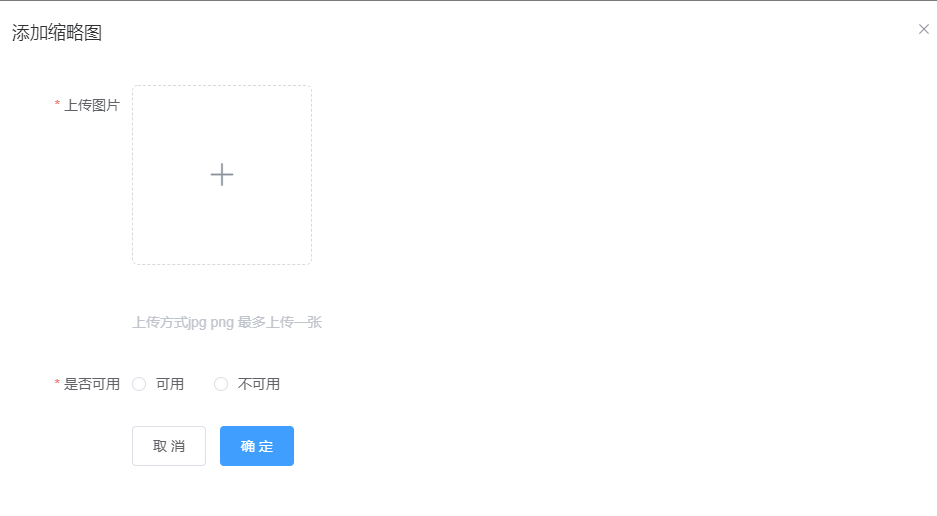 添加缩略图
* 上传图片
上传方式jpg png 最多上传一张
* 是否可用 可用 不可用
取 消 确 定